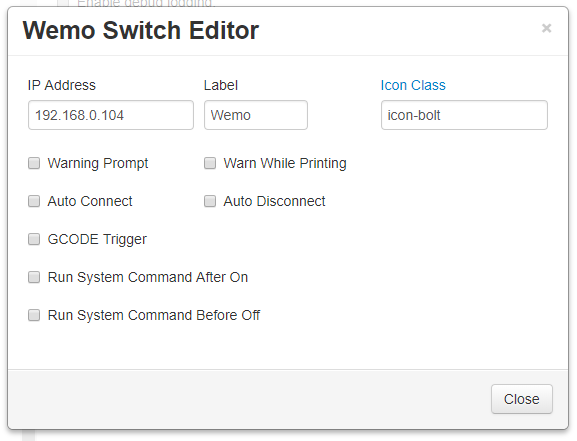 Enable debug logging
Wemo Switch Editor ×
IP Address Label Icon Class
192.168.0.104 Wemo icon-bolt
Warning Prompt Warn While Printing
Auto Connect Auto Disconnect
GCODE Trigger
Run System Command After On
Run System Command Before Off
Close